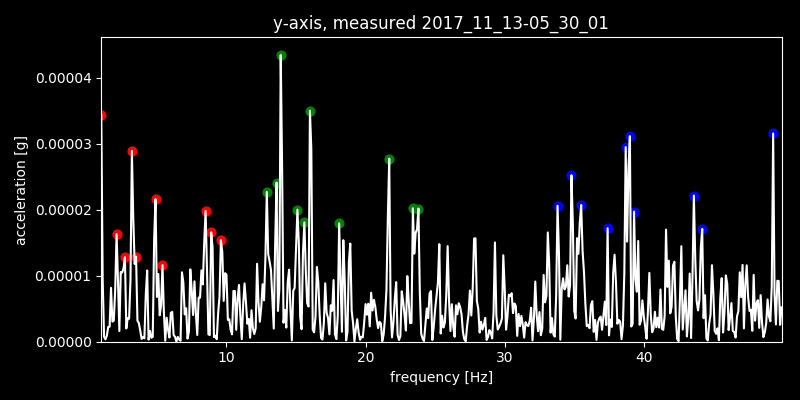 y-axis, measured 2017_11_13-05_30_01
0.00004
0.00003
0.00002
0.00001
0.00000
acceleration [g]
10 20 30 40
frequency [Hz]